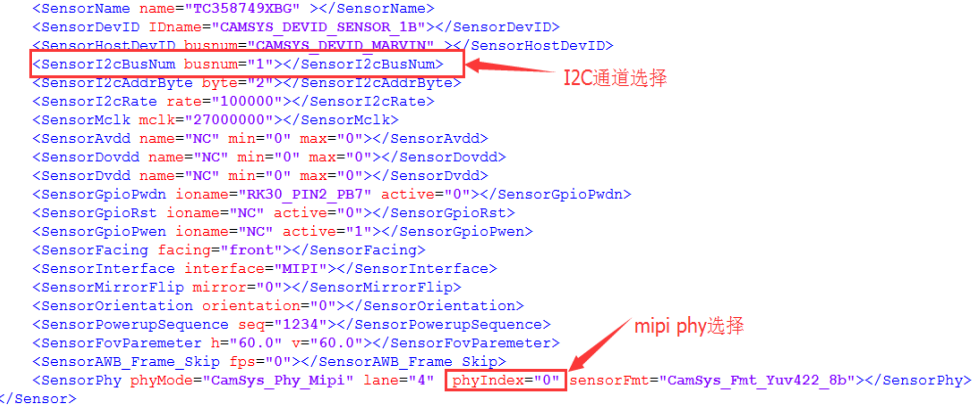 <SensorName name="TC358749XBG" ></SensorName>
<SensorDevID IDname="CAMSYS_DEVID_SENSOR_1B"></SensorDevID>
<SensorHostDevID busnum="CAMSYS_DEVID_MARVIN" ></SensorHostDevID>
<SensorI2cBusNum busnum="1"></SensorI2cBusNum>
I2C通道选择
<SensorI2cAddrByte byte="2"></SensorI2cAddrByte>
<SensorI2cRate rate="100000"></SensorI2cRate>
<SensorMclk mclk="27000000"></SensorMclk>
<SensorAvdd name="NC" min="0" max="0"></SensorAvdd>
<SensorDovdd name="NC" min="0" max="0"></SensorDovdd>
<SensorDvdd name="NC" min="0" max="0"></SensorDvdd>
<SensorGpioPwdn ioname="RK30_PIN2_PB7" active="0"></SensorGpioPwdn>
<SensorGpioRst ioname="NC" active="0"></SensorGpioRst>
<SensorGpioPwen ioname="NC" active="1"></SensorGpioPwen>
<SensorFacing facing="front"></SensorFacing>
<SensorInterface interface="MIPI"></SensorInterface>
<SensorMirrorFlip mirror="0"></SensorMirrorFlip>
<SensorOrientation orientation="0"></SensorOrientation>
<SensorPowerupSequence seq="1234"></SensorPowerupSequence>
mipi phy选择
<SensorFovParemeter h="60.0" v="60.0"></SensorFovParemeter>
<SensorAWB_Frame_Skip fps="0"></SensorAWB_Frame_Skip>
<SensorPhy phyMode="CamSys_Phy_Mipi" lane="4" phyIndex="0" sensorFmt="CamSys_Fmt_Yuv422_8b"></SensorPhy>
</Sensor>